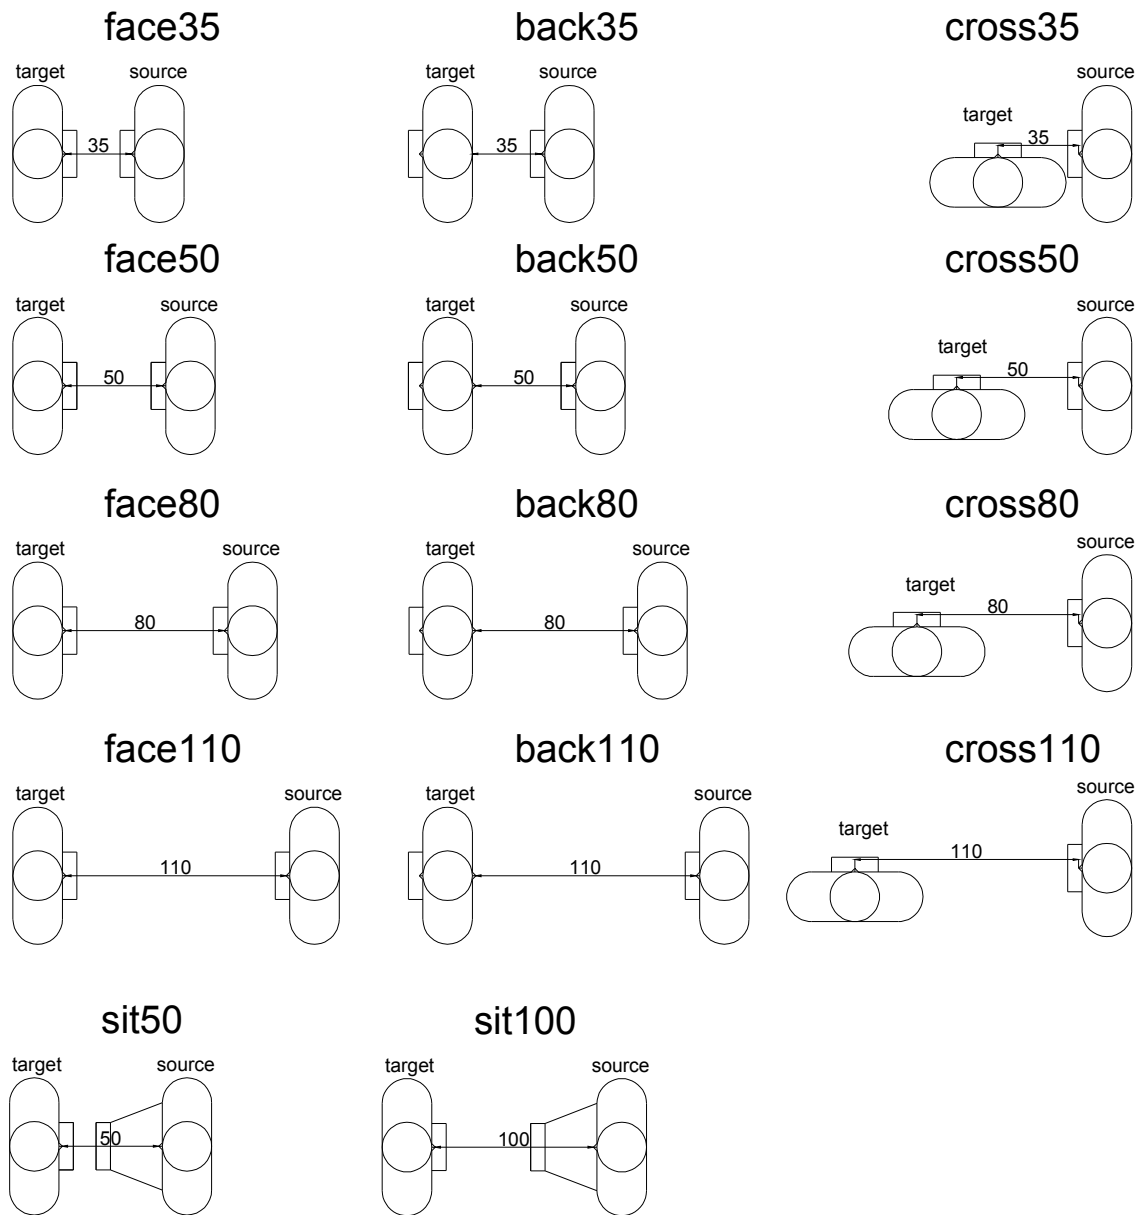 face35 back35 cross35
target source source
target
35 35 35
face50 back50 cross50
target source target source source
target
50 50 50
face80 back80 cross80
target source target source source
target
80 80 80
face110 back110 cross110
target source target source source
target
110 110 110
sit50 sit100
target source target source
50 100